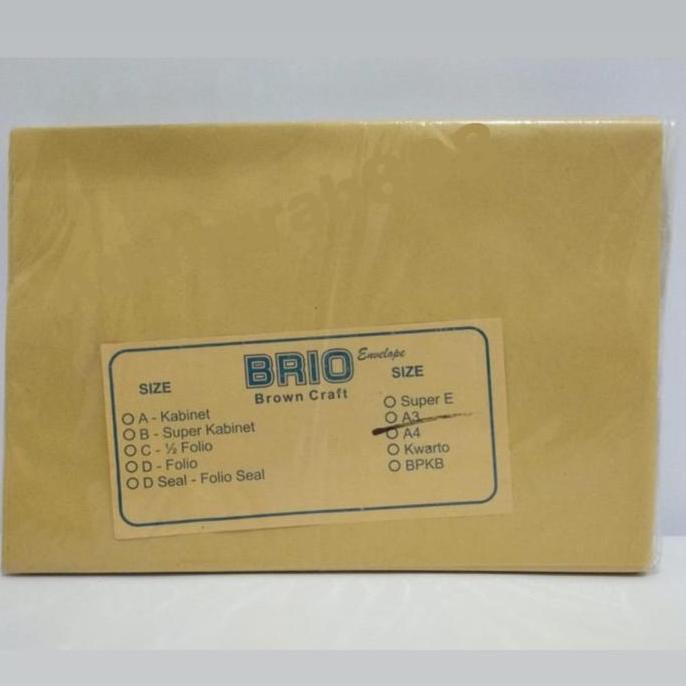 BRIO Envelope
Brown Craft
SIZE
A - Kabinet
B - Super Kabinet
C - ½ Folio
D - Folio
D Seal - Folio Seal
SIZE
Super E
A3
A4
Kwarto
BPKB